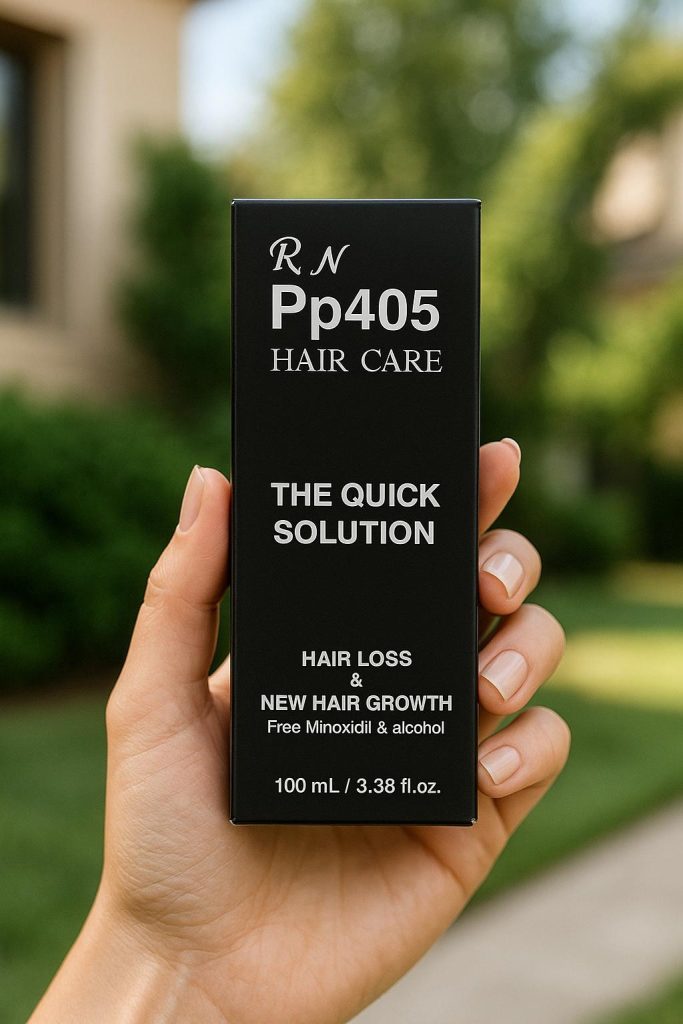 R N
Pp405
HAIR CARE
THE QUICK
SOLUTION
HAIR LOSS
&
NEW HAIR GROWTH
Free Minoxidil & alcohol
100 mL / 3.38 fl.oz.